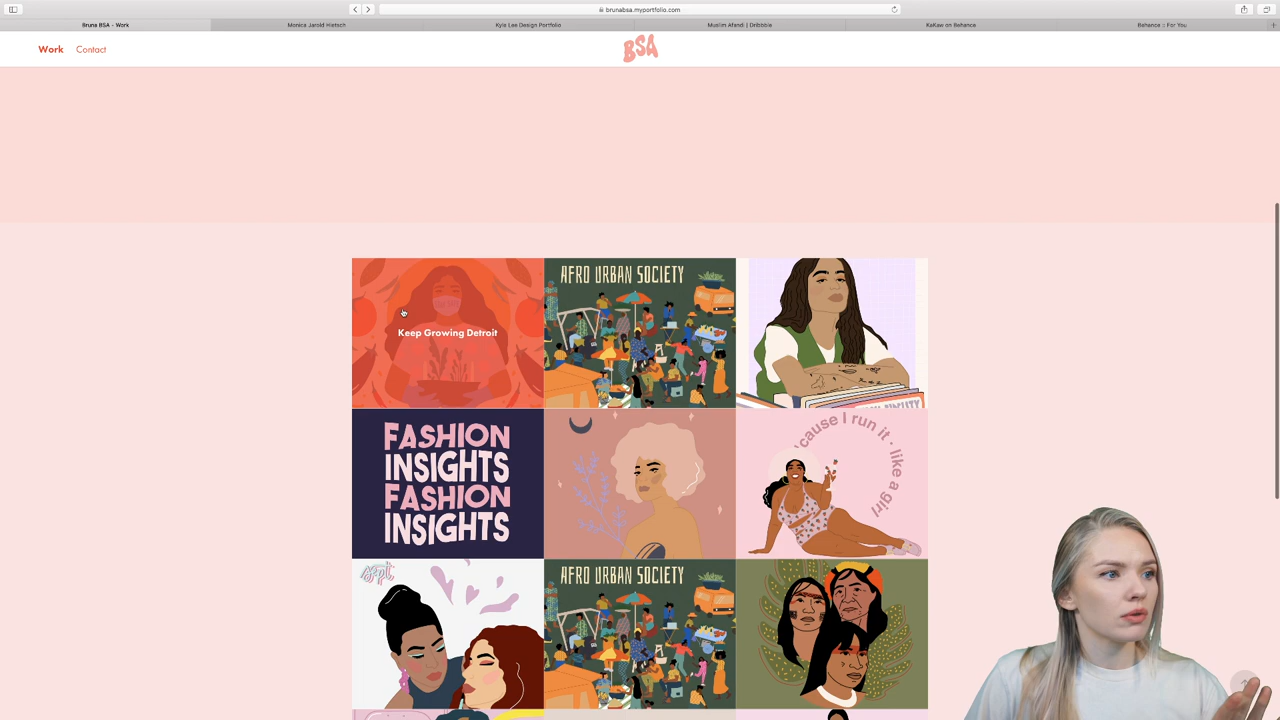 brunabsa.myportfolio.com
Bruna BSA - Work
Monica Jarold Hietsch
Kyle Lee Design Portfolio
Muslim Afandi | Dribbble
KaKaw on Behance
Behance :: For You
Work
Contact
BSA
Keep Growing Detroit
AFRO URBAN SOCIETY
FASHION
INSIGHTS
FASHION
INSIGHTS
'cause I run it · like a girl
AFRO URBAN SOCIETY